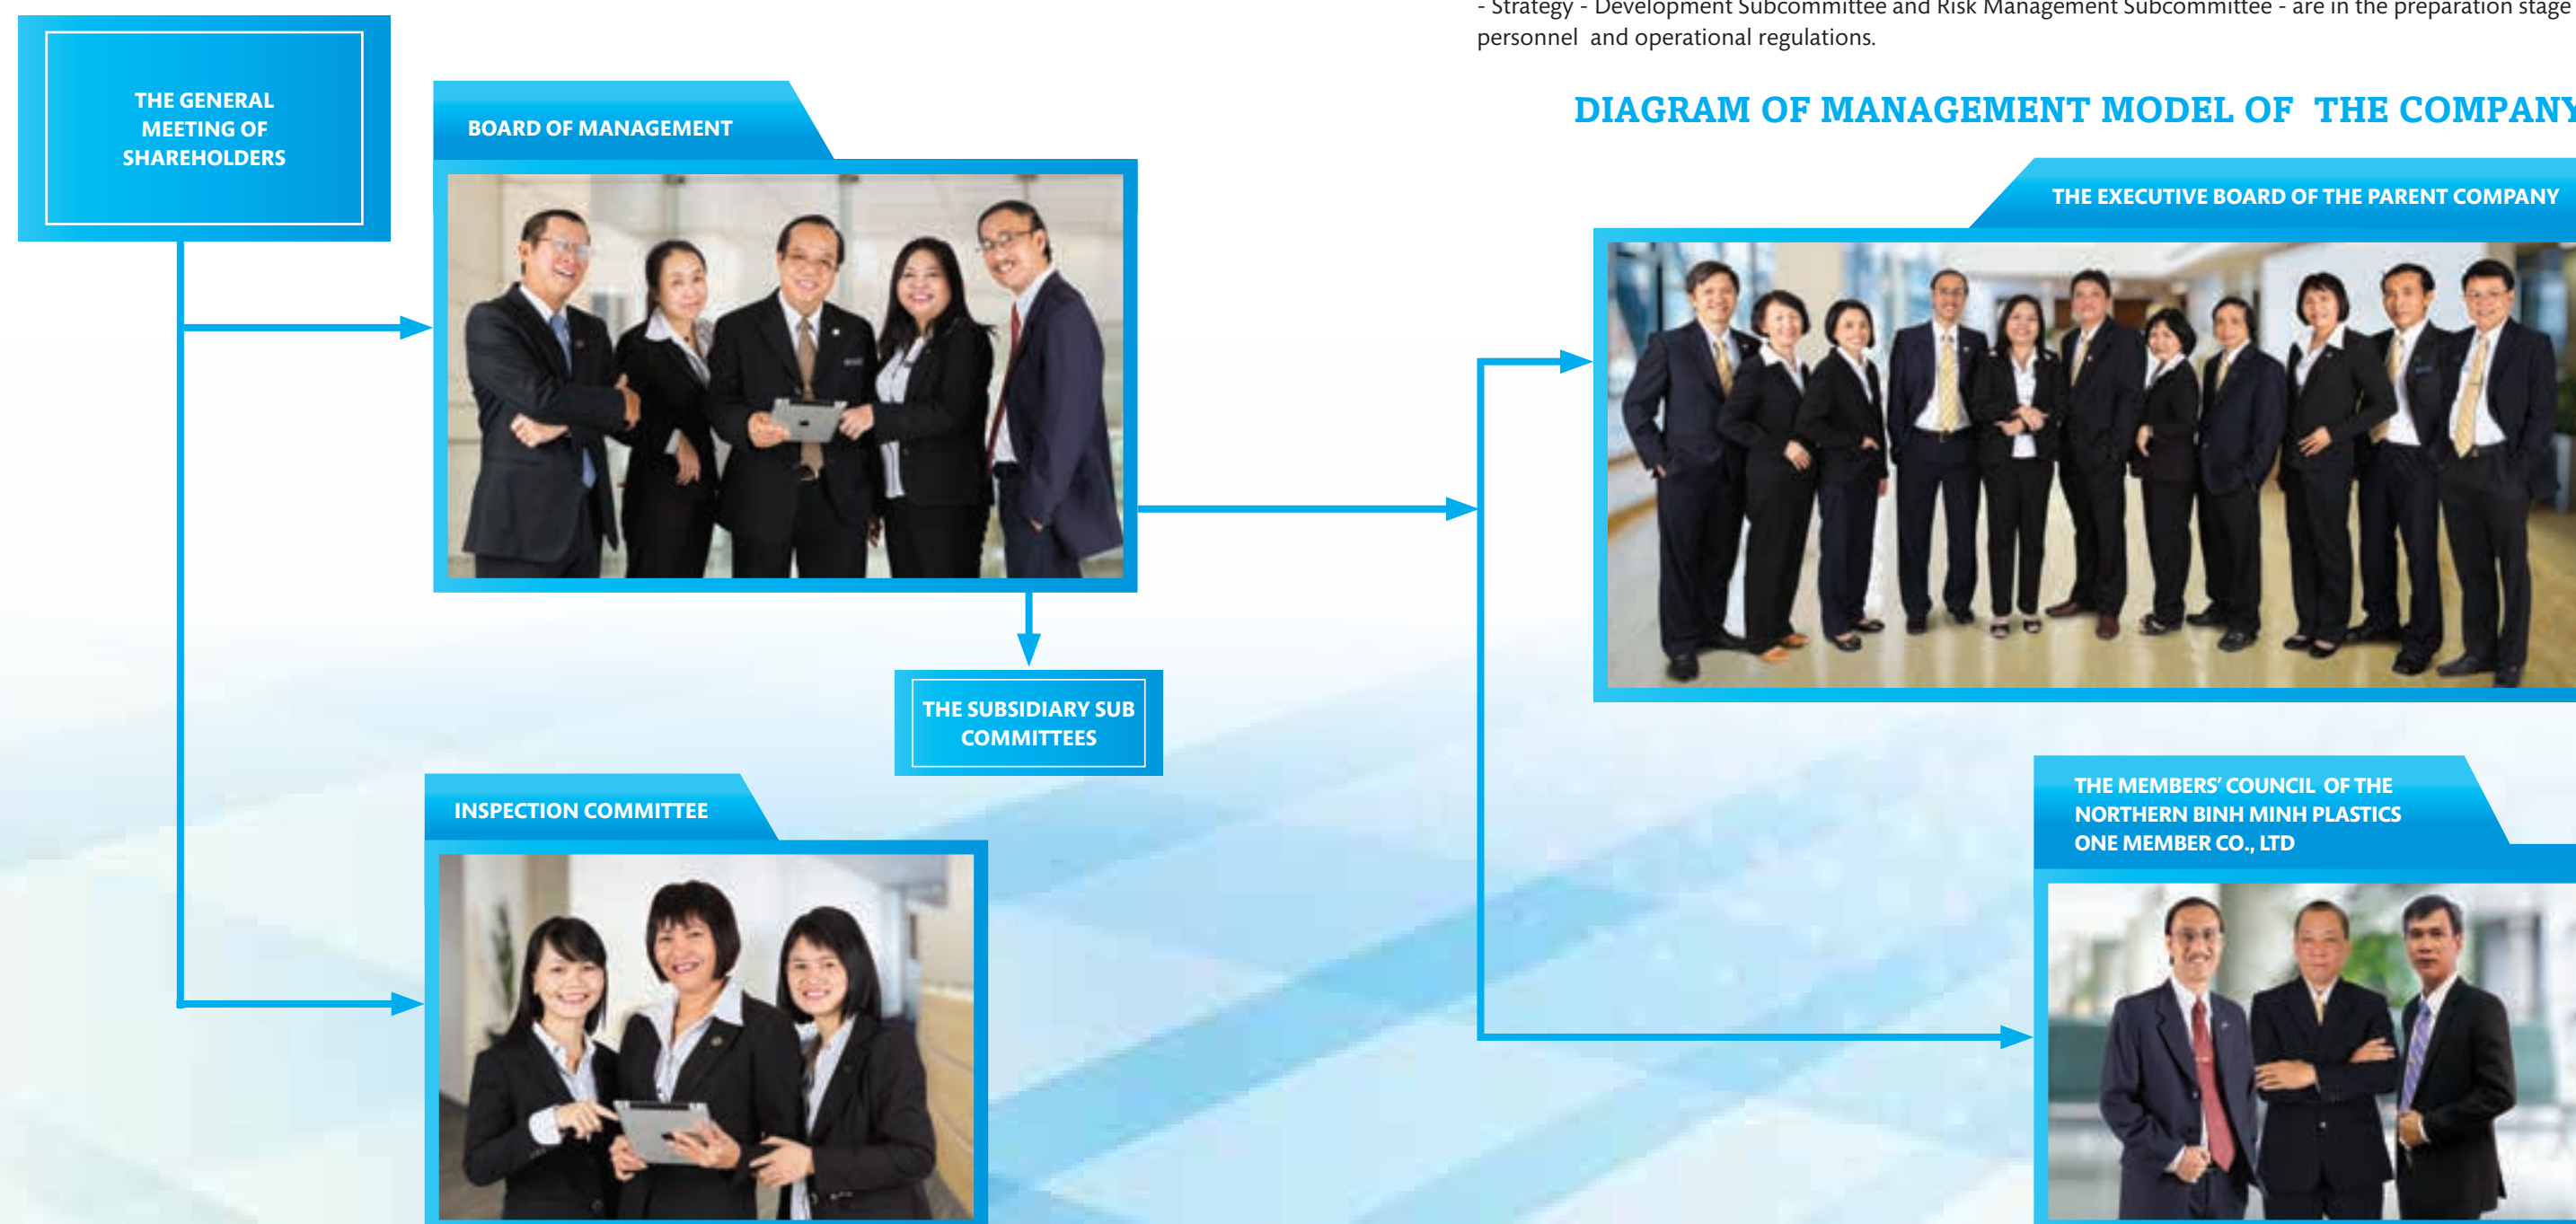 - Strategy - Development Subcommittee and Risk Management Subcommittee - are in the preparation stage
personnel and operational regulations.
DIAGRAM OF MANAGEMENT MODEL OF THE COMPANY
THE GENERAL
MEETING OF
SHAREHOLDERS
BOARD OF MANAGEMENT
THE EXECUTIVE BOARD OF THE PARENT COMPANY
THE SUBSIDIARY SUB
COMMITTEES
INSPECTION COMMITTEE
THE MEMBERS’ COUNCIL OF THE
NORTHERN BINH MINH PLASTICS
ONE MEMBER CO., LTD